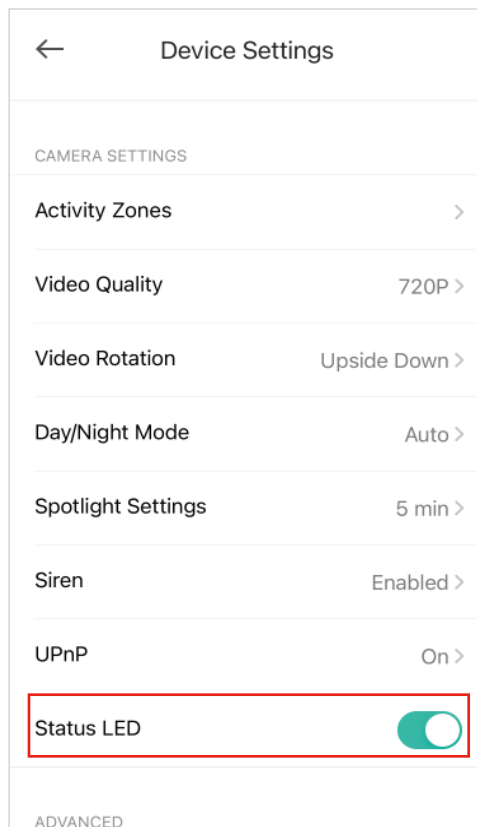 Device Settings
CAMERA SETTINGS
Activity Zones
Video Quality 720P
Video Rotation Upside Down
Day/Night Mode Auto
Spotlight Settings 5 min
Siren Enabled
UPnP On
Status LED
ADVANCED